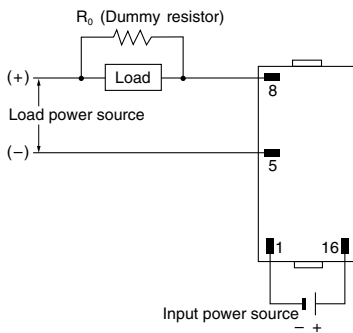 R₀ (Dummy resistor)
(+)
Load
8
Load power source
(−)
5
1
16
Input power source
− +